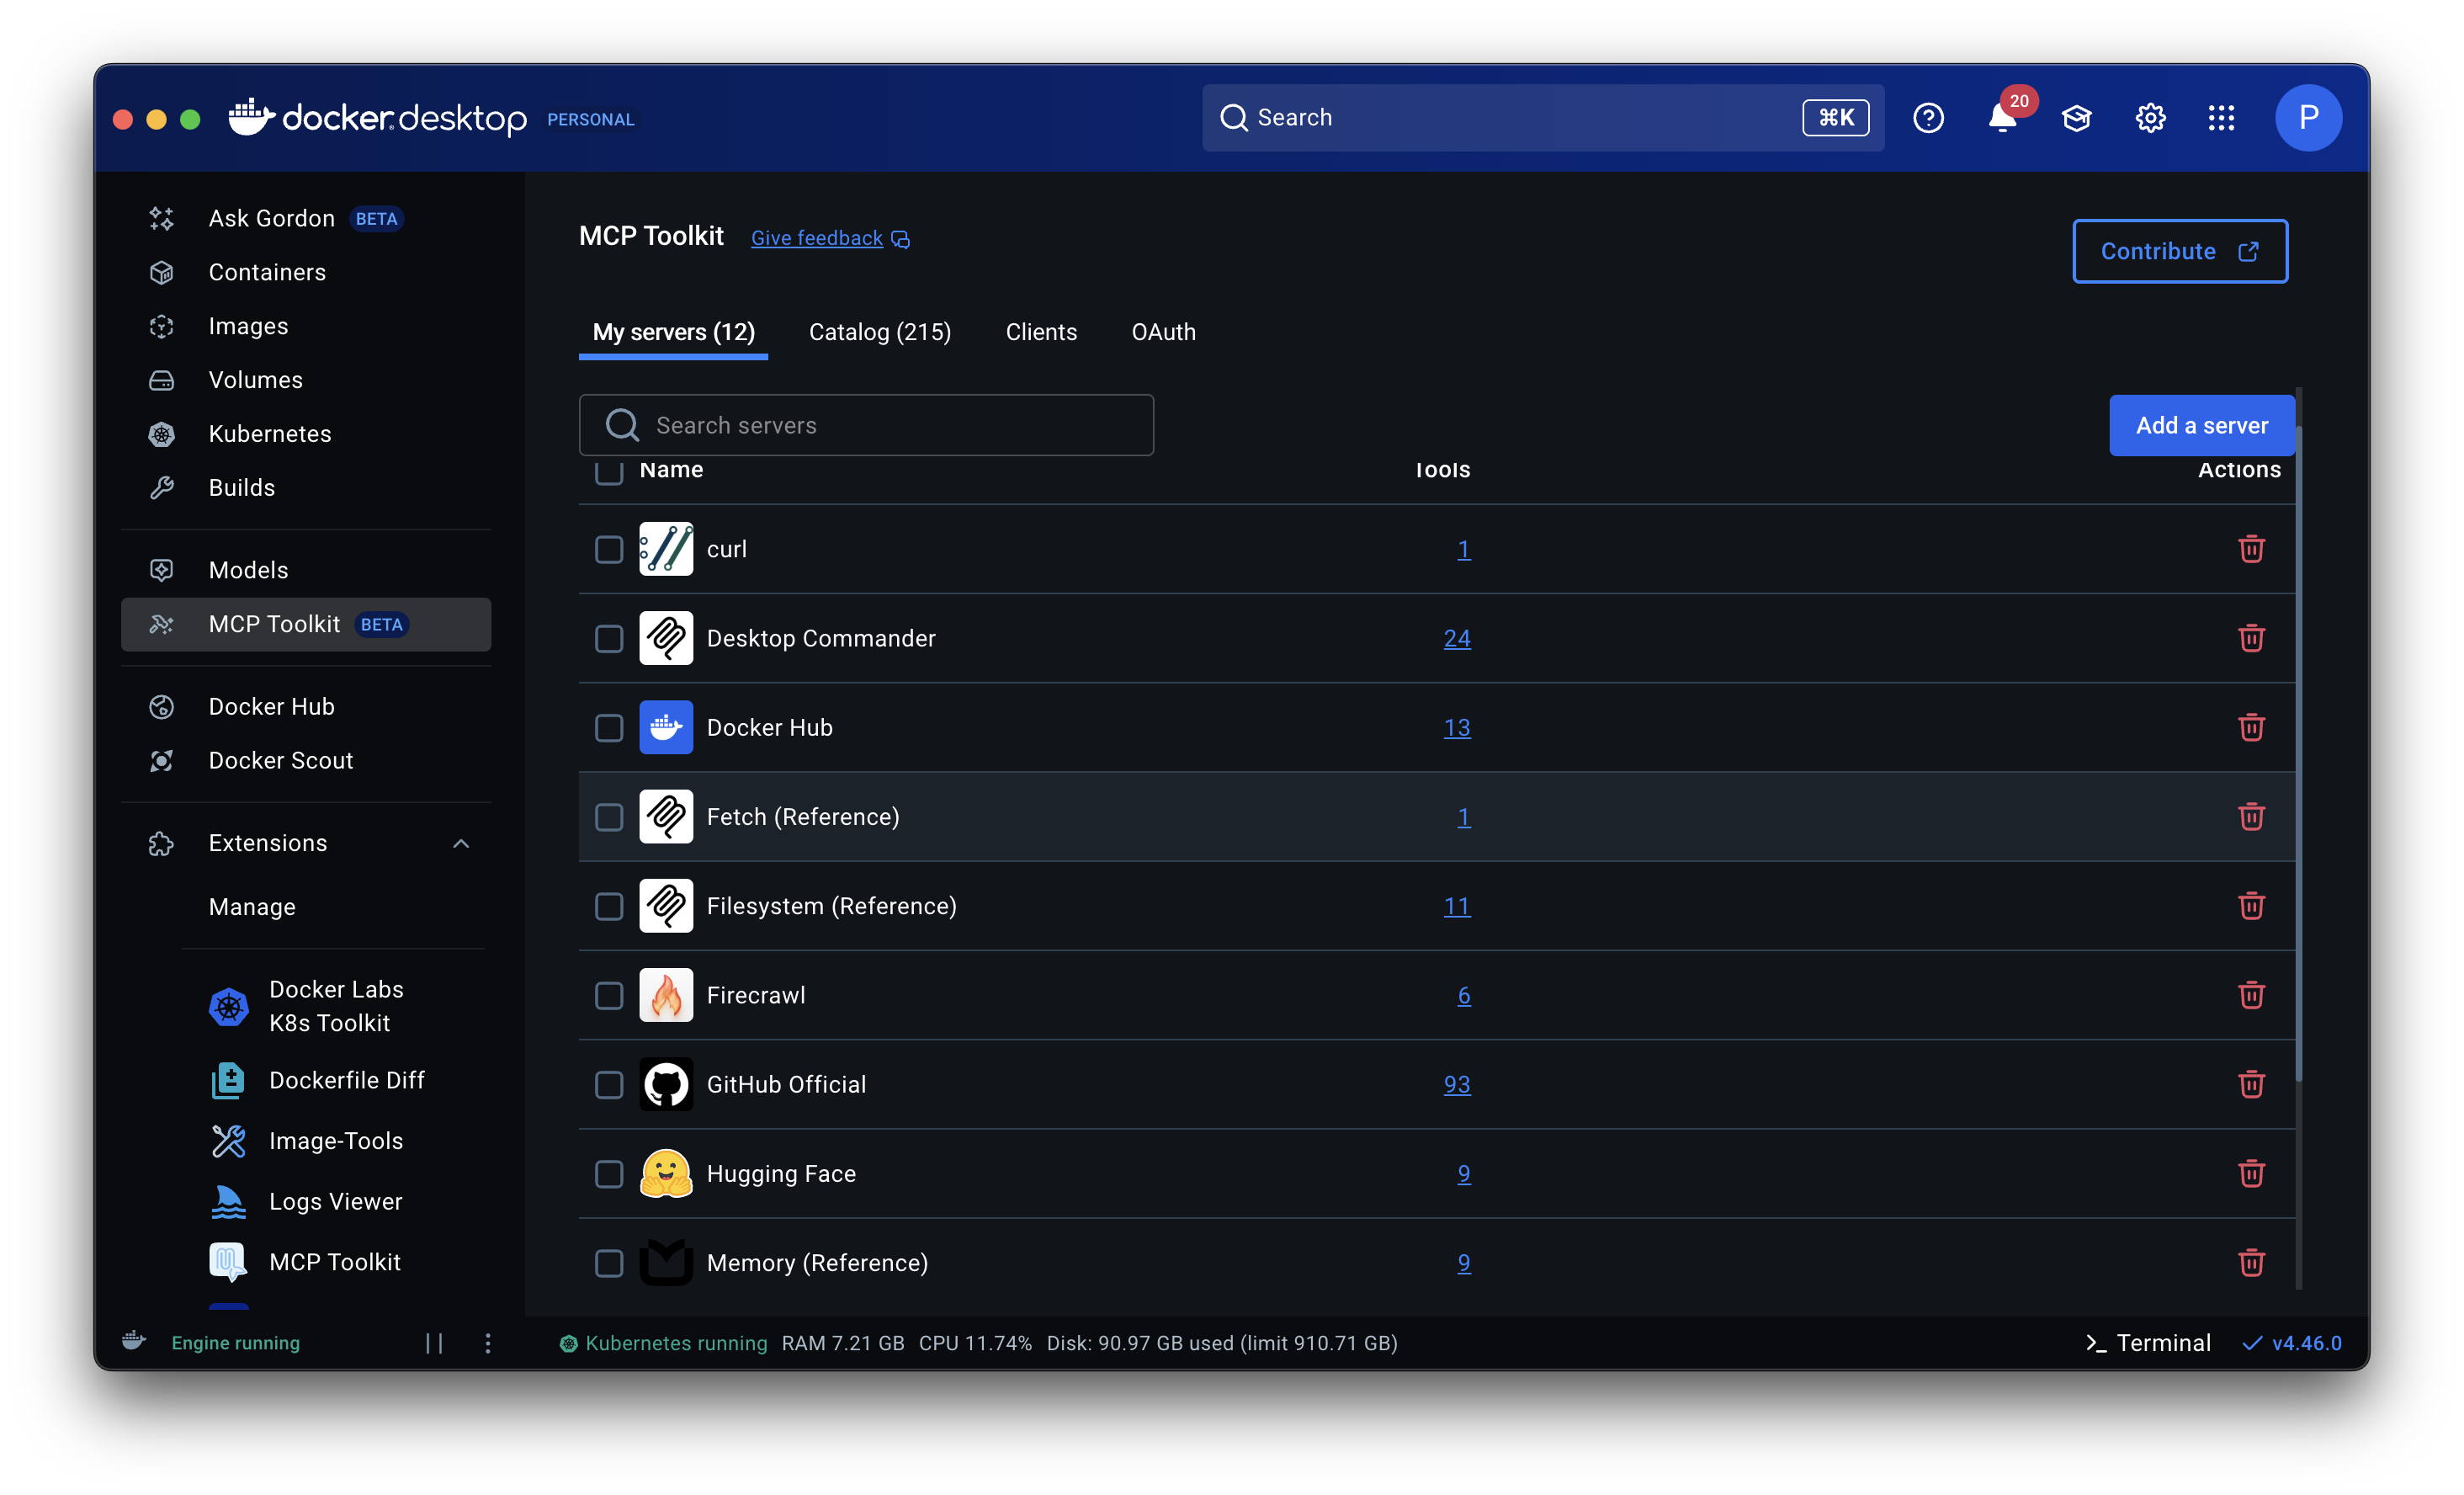 docker desktop PERSONAL
Search ⌘K
20
P
Ask Gordon BETA
Containers
Images
Volumes
Kubernetes
Builds
Models
MCP Toolkit BETA
Docker Hub
Docker Scout
Extensions
Manage
Docker Labs
K8s Toolkit
Dockerfile Diff
Image-Tools
Logs Viewer
MCP Toolkit
MCP Toolkit Give feedback
Contribute
My servers (12) Catalog (215) Clients OAuth
Search servers
Add a server
Name Tools Actions
curl 1
Desktop Commander 24
Docker Hub 13
Fetch (Reference) 1
Filesystem (Reference) 11
Firecrawl 6
GitHub Official 93
Hugging Face 9
Memory (Reference) 9
Engine running
Kubernetes running RAM 7.21 GB CPU 11.74% Disk: 90.97 GB used (limit 910.71 GB)
Terminal v4.46.0